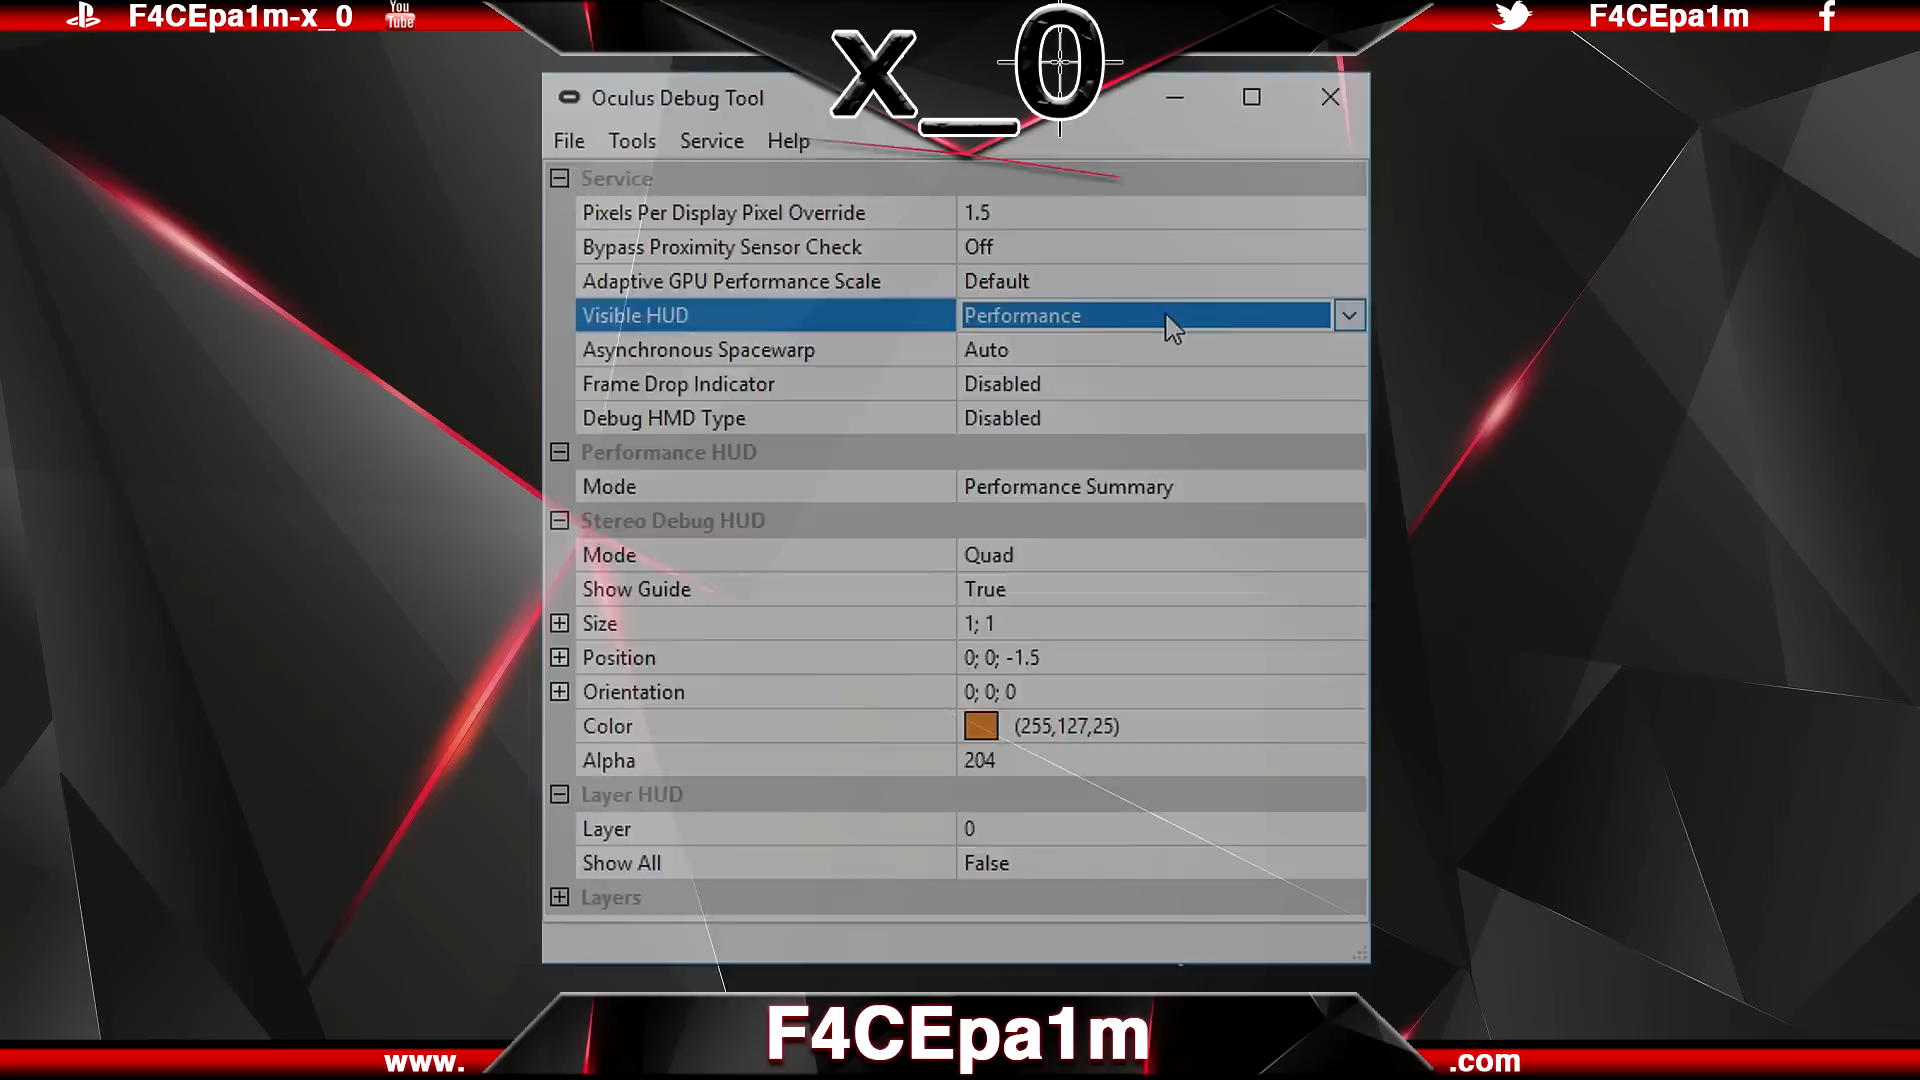 F4CEpa1m-x_0
You
Tube
x_0
F4CEpa1m
Oculus Debug Tool
File Tools Service Help
Service
Pixels Per Display Pixel Override 1.5
Bypass Proximity Sensor Check Off
Adaptive GPU Performance Scale Default
Visible HUD Performance
Asynchronous Spacewarp Auto
Frame Drop Indicator Disabled
Debug HMD Type Disabled
Performance HUD
Mode Performance Summary
Stereo Debug HUD
Mode Quad
Show Guide True
Size 1; 1
Position 0; 0; -1.5
Orientation 0; 0; 0
Color (255,127,25)
Alpha 204
Layer HUD
Layer 0
Show All False
Layers
www. F4CEpa1m .com